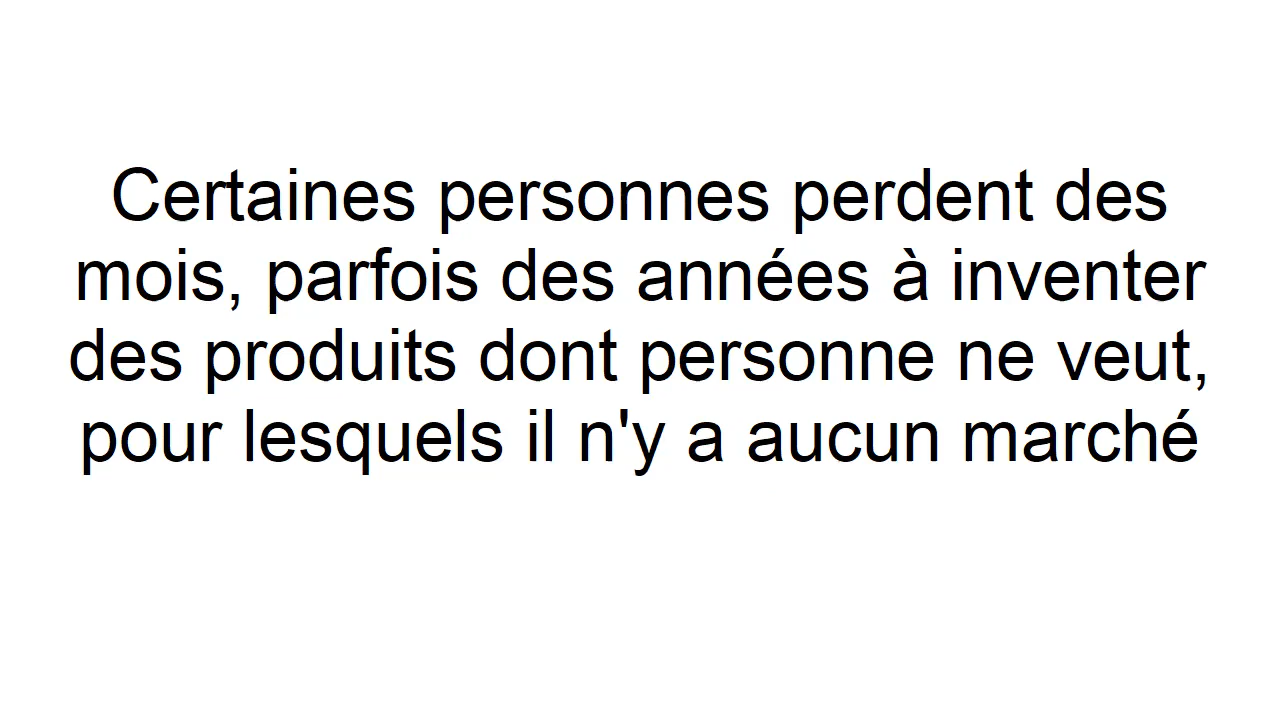 Certaines personnes perdent des
mois, parfois des années à inventer
des produits dont personne ne veut,
pour lesquels il n'y a aucun marché